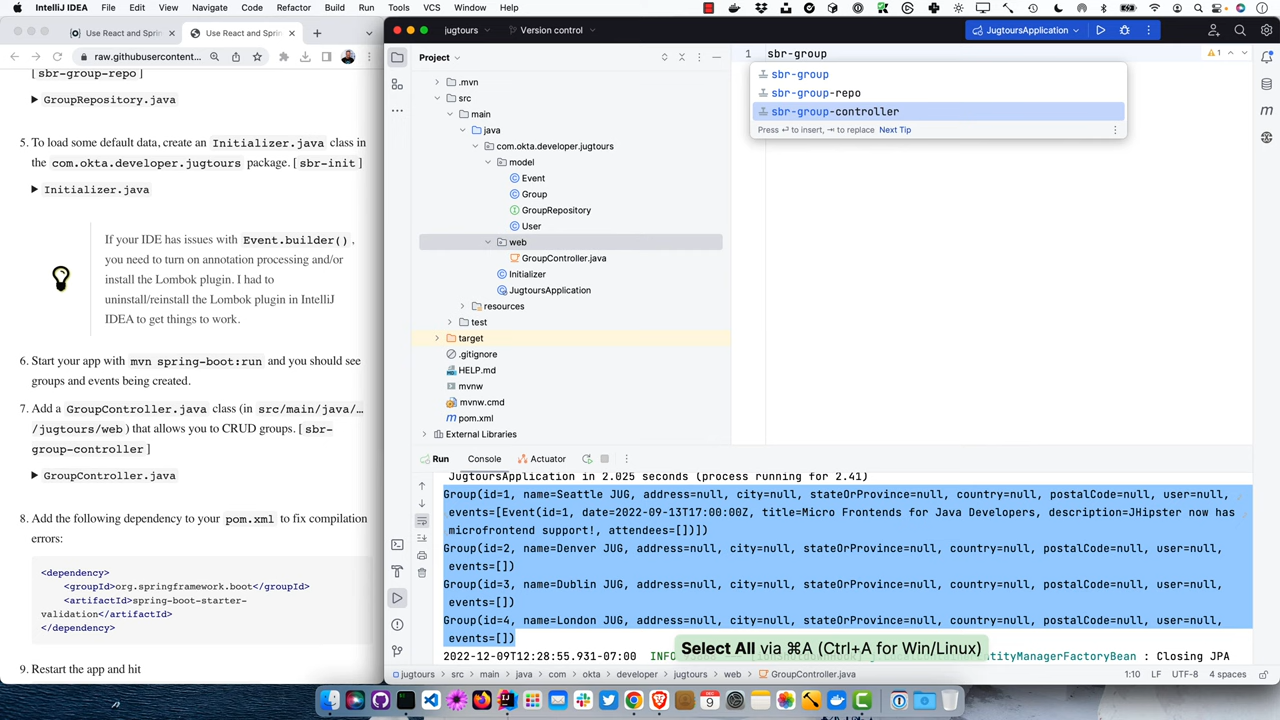 IntelliJ IDEA File Edit View Navigate Code Refactor Build Run Tools VCS Window Help
Use React and Sprin Use React and Sprin
raw.githubusercontent...
[sbr-group-repo]
GroupRepository.java
5. To load some default data, create an Initializer.java class in
the com.okta.developer.jugtours package. [sbr-init]
Initializer.java
If your IDE has issues with Event.builder(),
you need to turn on annotation processing and/or
install the Lombok plugin. I had to
uninstall/reinstall the Lombok plugin in IntelliJ
IDEA to get things to work.
6. Start your app with mvn spring-boot:run and you should see
groups and events being created.
7. Add a GroupController.java class (in src/main/java/…
/jugtours/web) that allows you to CRUD groups. [sbr-
group-controller]
GroupController.java
8. Add the following dependency to your pom.xml to fix compilation
errors:
<dependency>
<groupId>org.springframework.boot</groupId>
<artifactId>spring-boot-starter-
validation</artifactId>
</dependency>
9. Restart the app and hit
jugtours Version control JugtoursApplication
Project
.mvn
src
main
java
com.okta.developer.jugtours
model
Event
Group
GroupRepository
User
web
GroupController.java
Initializer
JugtoursApplication
resources
test
target
.gitignore
HELP.md
mvnw
mvnw.cmd
pom.xml
External Libraries
1 sbr-group
1
sbr-group
sbr-group-repo
sbr-group-controller
Press ⏎ to insert, ⇥ to replace Next Tip
Run Console Actuator
JugtoursApplication in 2.025 seconds (process running for 2.41)
Group(id=1, name=Seattle JUG, address=null, city=null, stateOrProvince=null, country=null, postalCode=null, user=null,
events=[Event(id=1, date=2022-09-13T17:00:00Z, title=Micro Frontends for Java Developers, description=JHipster now has
microfrontend support!, attendees=[])])
Group(id=2, name=Denver JUG, address=null, city=null, stateOrProvince=null, country=null, postalCode=null, user=null,
events=[])
Group(id=3, name=Dublin JUG, address=null, city=null, stateOrProvince=null, country=null, postalCode=null, user=null,
events=[])
Group(id=4, name=London JUG, address=null, city=null, stateOrProvince=null, country=null, postalCode=null, user=null,
events=[])
Select All via ⌘A (Ctrl+A for Win/Linux)
2022-12-09T12:28:55.931-07:00 INFO EntityManagerFactoryBean : Closing JPA
jugtours src main java com okta developer jugtours web GroupController.java 1:10 LF UTF-8 4 spaces